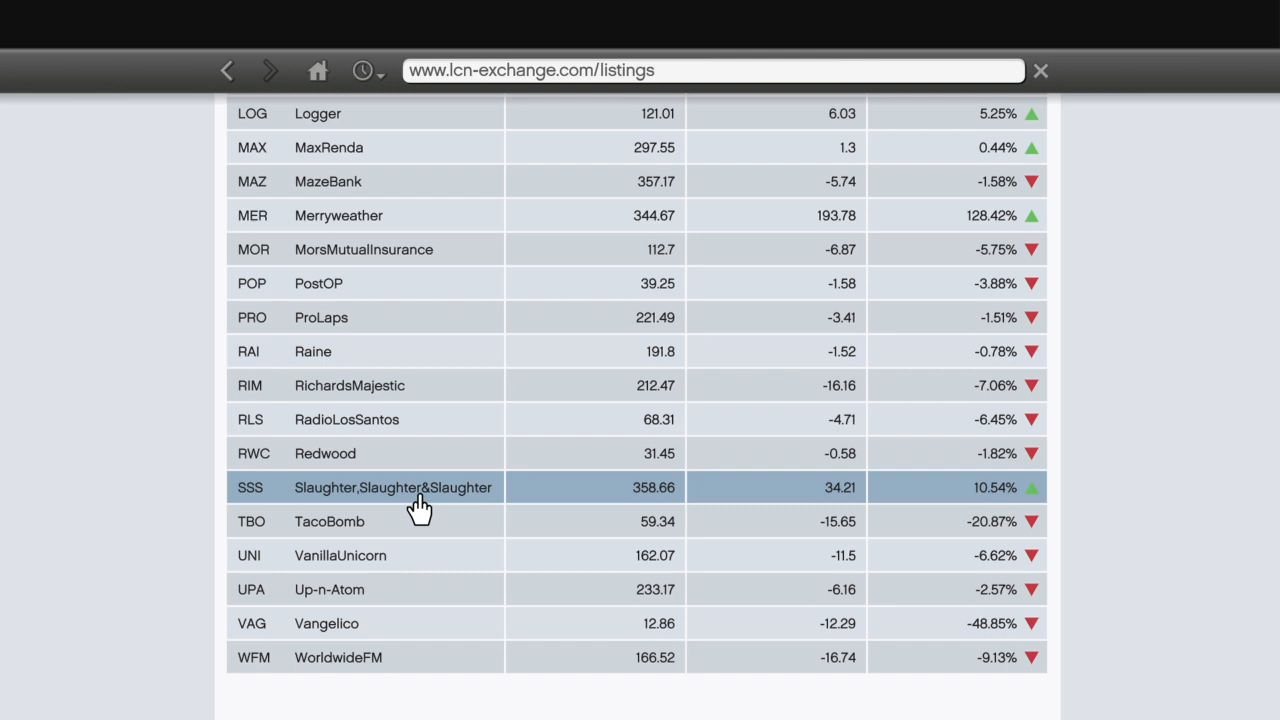 www.lcn-exchange.com/listings
LOG Logger 121.01 6.03 5.25%
MAX MaxRenda 297.55 1.3 0.44%
MAZ MazeBank 357.17 -5.74 -1.58%
MER Merryweather 344.67 193.78 128.42%
MOR MorsMutualInsurance 112.7 -6.87 -5.75%
POP PostOP 39.25 -1.58 -3.88%
PRO ProLaps 221.49 -3.41 -1.51%
RAI Raine 191.8 -1.52 -0.78%
RIM RichardsMajestic 212.47 -16.16 -7.06%
RLS RadioLosSantos 68.31 -4.71 -6.45%
RWC Redwood 31.45 -0.58 -1.82%
SSS Slaughter,Slaughter&Slaughter 358.66 34.21 10.54%
TBO TacoBomb 59.34 -15.65 -20.87%
UNI VanillaUnicorn 162.07 -11.5 -6.62%
UPA Up-n-Atom 233.17 -6.16 -2.57%
VAG Vangelico 12.86 -12.29 -48.85%
WFM WorldwideFM 166.52 -16.74 -9.13%